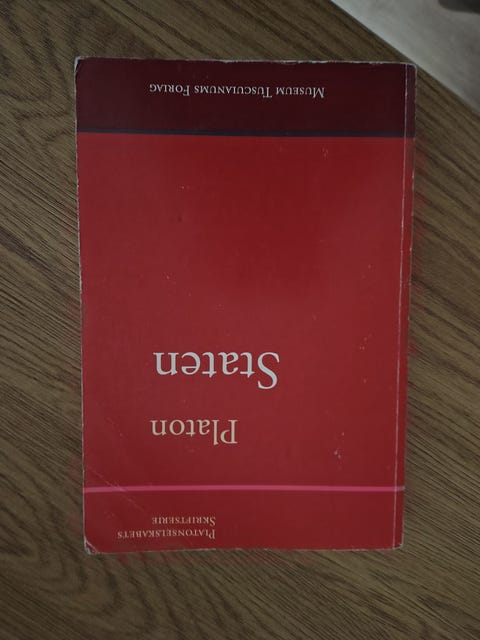 PLATONSELSKABETS
SKRIFTSERIE
Platon
Staten
MUSEUM TUSCULANUMS FORLAG